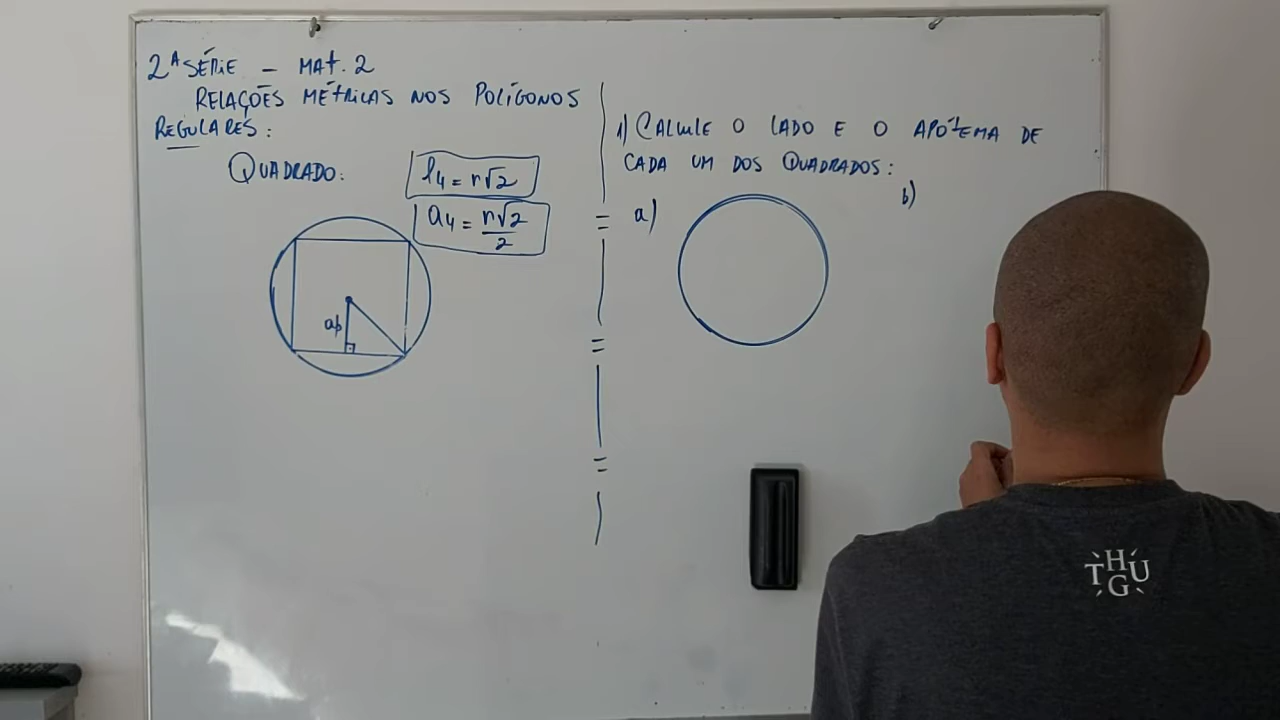 2ª SÉRIE - MAT. 2
RELAÇÕES MÉTRICAS NOS POLÍGONOS
REGULARES:
QUADRADO:
l₄ = r√2
a₄ = r√2/2
ap
1) CALCULE O LADO E O APÓTEMA DE
CADA UM DOS QUADRADOS:
a)
b)
THUG